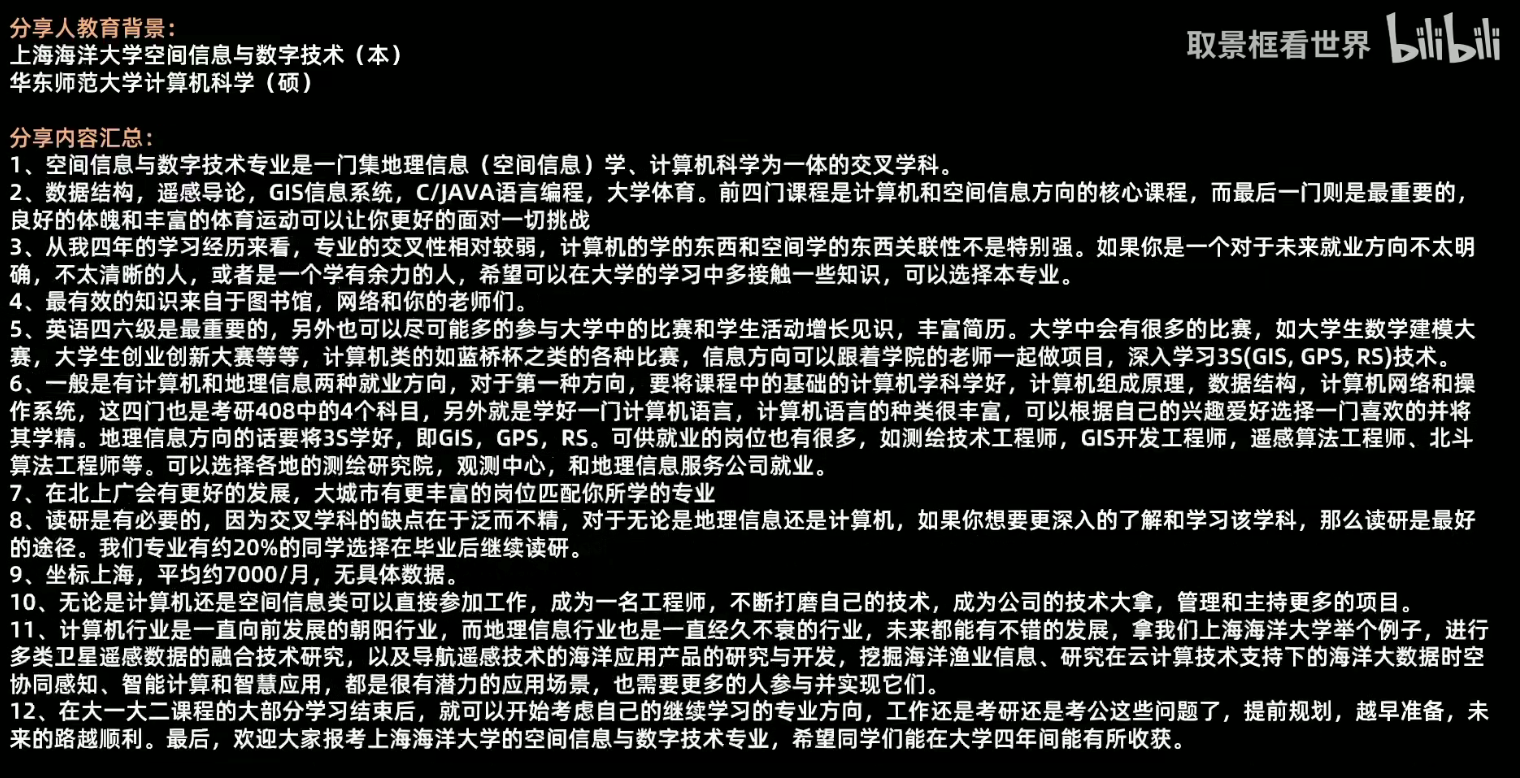 分享人教育背景：
上海海洋大学空间信息与数字技术（本）
华东师范大学计算机科学（硕）
取景框看世界 bilibili
分享内容汇总：
1、空间信息与数字技术专业是一门集地理信息（空间信息）学、计算机科学为一体的交叉学科。
2、数据结构，遥感导论，GIS信息系统，C/JAVA语言编程，大学体育。前四门课程是计算机和空间信息方向的核心课程，而最后一门则是最重要的，
良好的体魄和丰富的体育运动可以让你更好的面对一切挑战
3、从我四年的学习经历来看，专业的交叉性相对较弱，计算机的学的东西和空间学的东西关联性不是特别强。如果你是一个对于未来就业方向不太明
确，不太清晰的人，或者是一个学有余力的人，希望可以在大学的学习中多接触一些知识，可以选择本专业。
4、最有效的知识来自于图书馆，网络和你的老师们。
5、英语四六级是最重要的，另外也可以尽可能多的参与大学中的比赛和学生活动增长见识，丰富简历。大学中会有很多的比赛，如大学生数学建模大
赛，大学生创业创新大赛等等，计算机类的如蓝桥杯之类的各种比赛，信息方向可以跟着学院的老师一起做项目，深入学习3S(GIS, GPS, RS)技术。
6、一般是有计算机和地理信息两种就业方向，对于第一种方向，要将课程中的基础的计算机学科学好，计算机组成原理，数据结构，计算机网络和操
作系统，这四门也是考研408中的4个科目，另外就是学好一门计算机语言，计算机语言的种类很丰富，可以根据自己的兴趣爱好选择一门喜欢的并将
其学精。地理信息方向的话要将3S学好，即GIS，GPS，RS。可供就业的岗位也有很多，如测绘技术工程师，GIS开发工程师，遥感算法工程师、北斗
算法工程师等。可以选择各地的测绘研究院，观测中心，和地理信息服务公司就业。
7、在北上广会有更好的发展，大城市有更丰富的岗位匹配你所学的专业
8、读研是有必要的，因为交叉学科的缺点在于泛而不精，对于无论是地理信息还是计算机，如果你想要更深入的了解和学习该学科，那么读研是最好
的途径。我们专业有约20%的同学选择在毕业后继续读研。
9、坐标上海，平均约7000/月，无具体数据。
10、无论是计算机还是空间信息类可以直接参加工作，成为一名工程师，不断打磨自己的技术，成为公司的技术大拿，管理和主持更多的项目。
11、计算机行业是一直向前发展的朝阳行业，而地理信息行业也是一直经久不衰的行业，未来都能有不错的发展，拿我们上海海洋大学举个例子，进行
多类卫星遥感数据的融合技术研究，以及导航遥感技术的海洋应用产品的研究与开发，挖掘海洋渔业信息、研究在云计算技术支持下的海洋大数据时空
协同感知、智能计算和智慧应用，都是很有潜力的应用场景，也需要更多的人参与并实现它们。
12、在大一大二课程的大部分学习结束后，就可以开始考虑自己的继续学习的专业方向，工作还是考研还是考公这些问题了，提前规划，越早准备，未
来的路越顺利。最后，欢迎大家报考上海海洋大学的空间信息与数字技术专业，希望同学们能在大学四年间能有所收获。